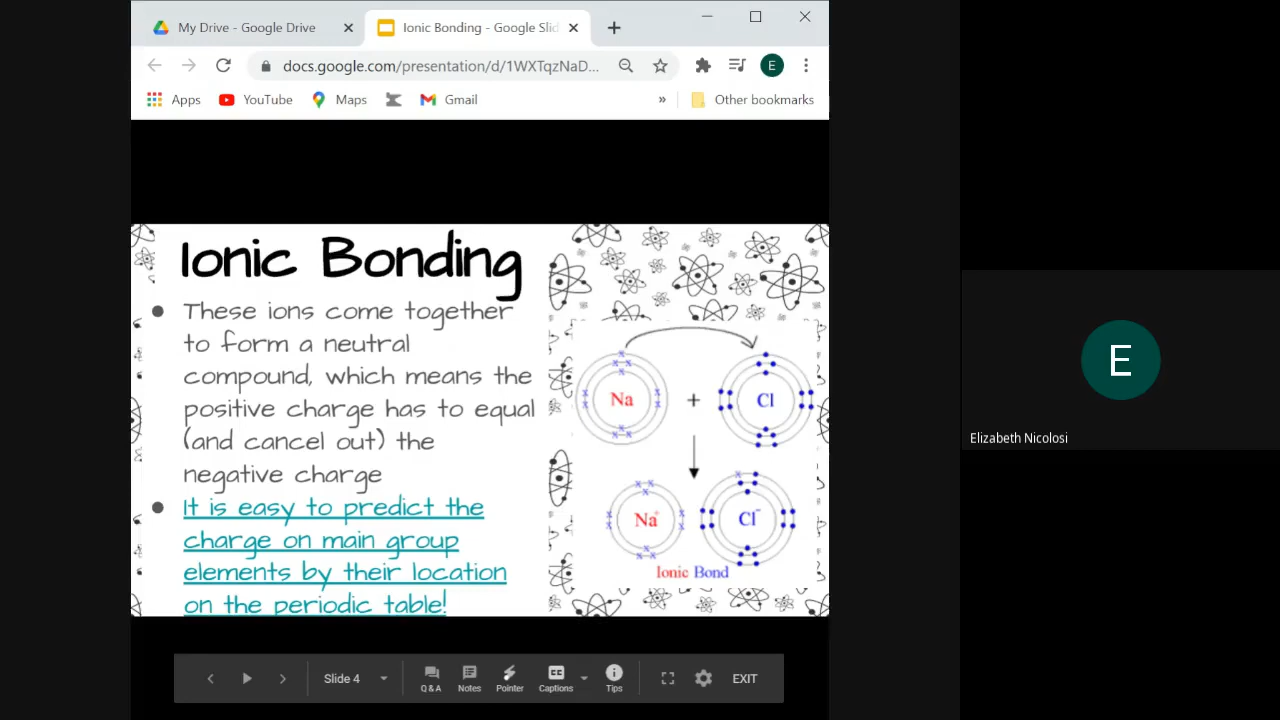 My Drive - Google Drive
Ionic Bonding - Google Slid
docs.google.com/presentation/d/1WXTqzNaD...
E
Apps
YouTube
Maps
Gmail
»
Other bookmarks
Ionic Bonding
● These ions come together
to form a neutral
compound, which means the
positive charge has to equal
(and cancel out) the
negative charge
● It is easy to predict the
charge on main group
elements by their location
on the periodic table!
Na
+
Cl
Na+
Cl-
Ionic Bond
Slide 4
Q & A
Notes
Pointer
CC
Captions
Tips
EXIT
E
Elizabeth Nicolosi